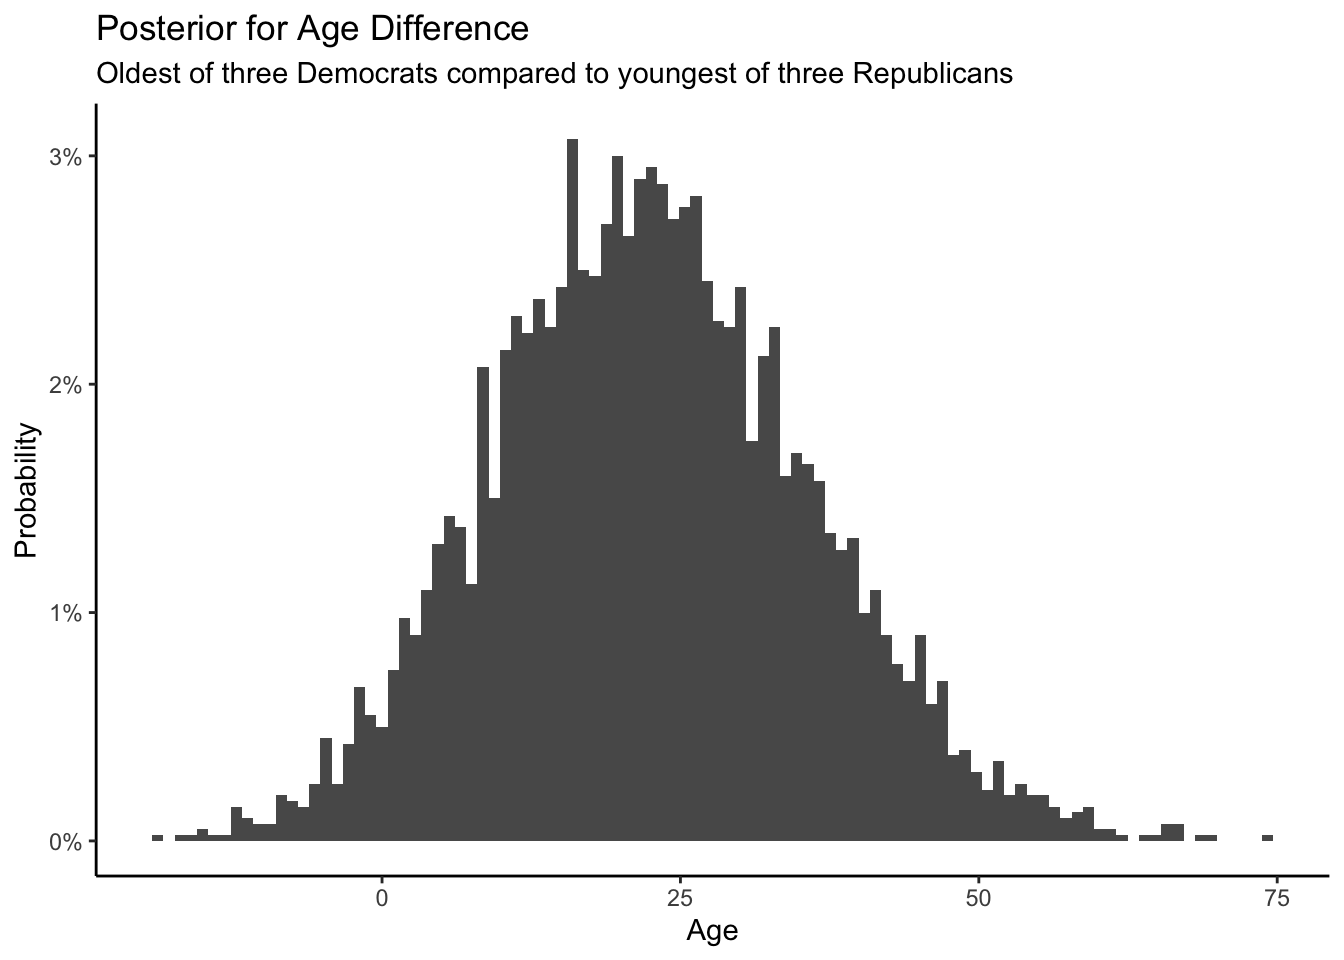 Posterior for Age Difference
Oldest of three Democrats compared to youngest of three Republicans
3%
2%
1%
0%
Probability
0
25
50
75
Age